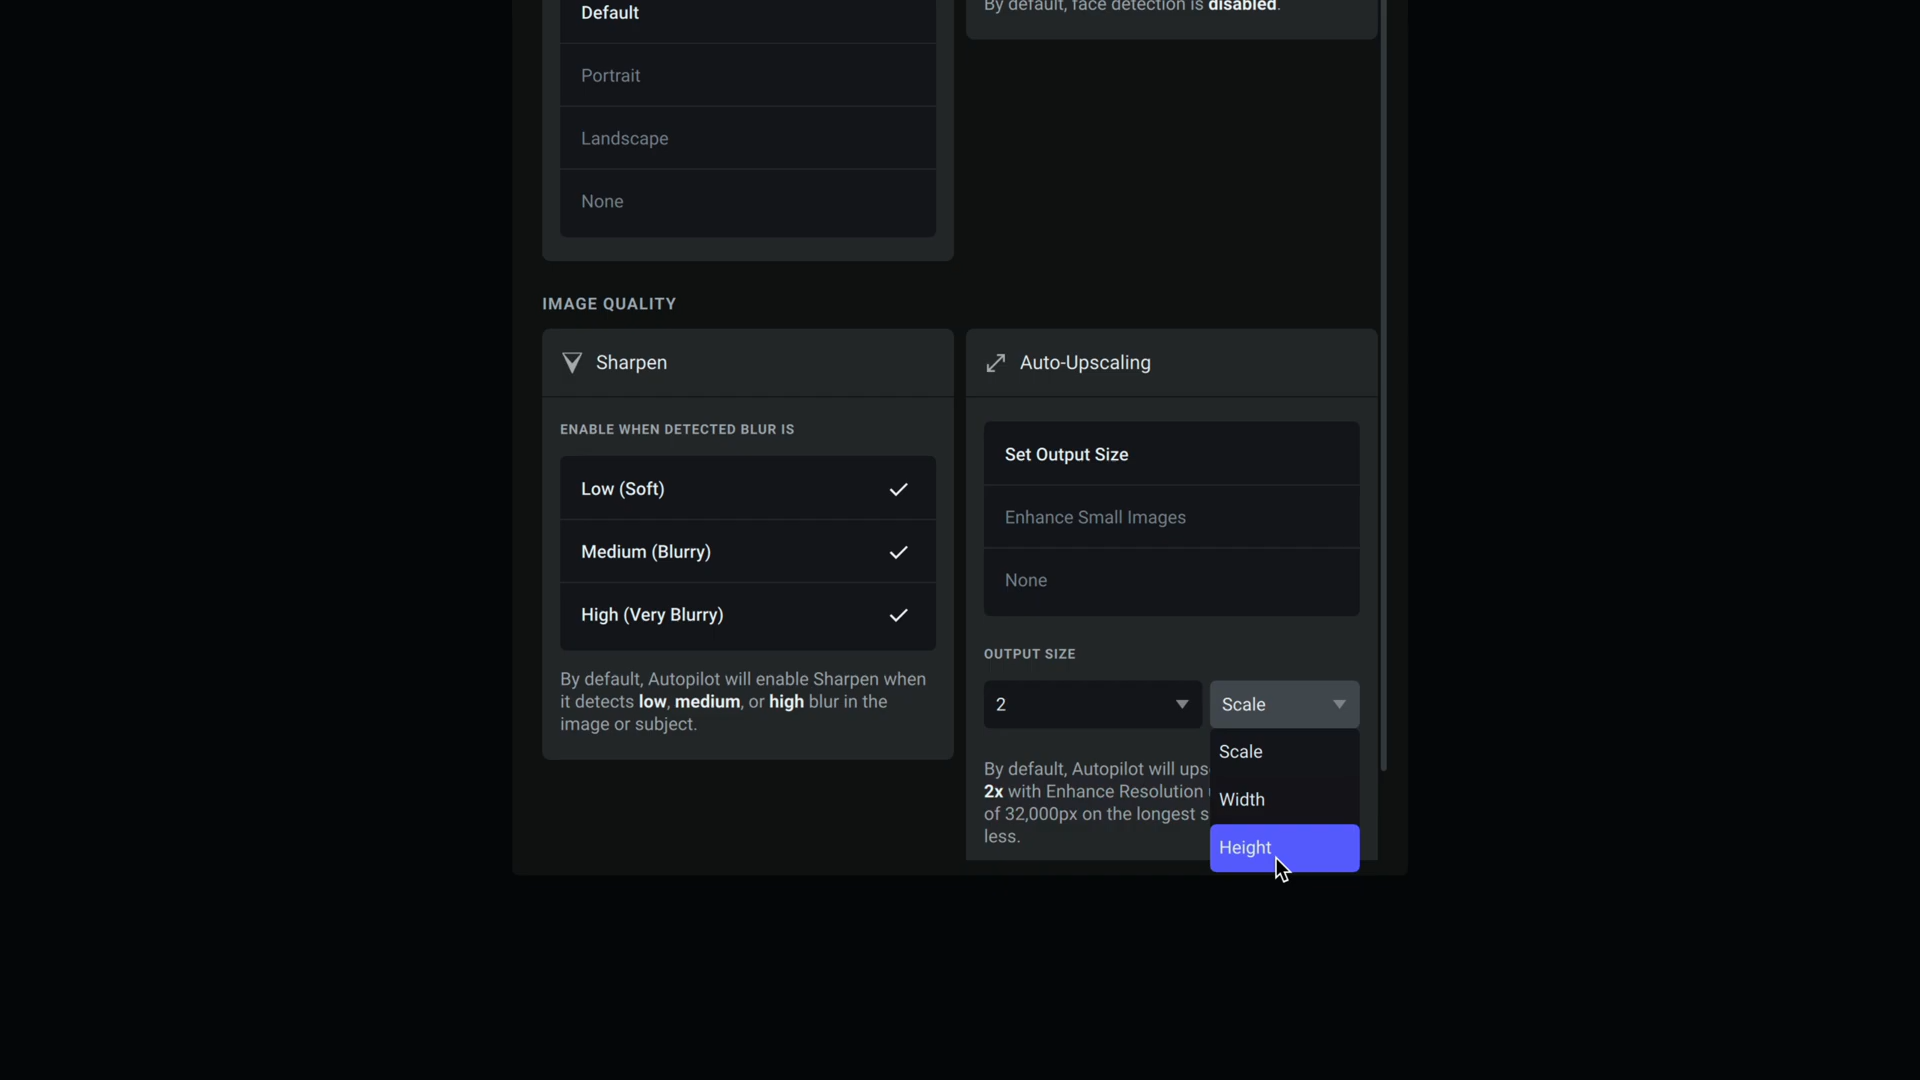 Default
By default, face detection is disabled.
Portrait
Landscape
None
IMAGE QUALITY
Sharpen
ENABLE WHEN DETECTED BLUR IS
Low (Soft)
Medium (Blurry)
High (Very Blurry)
By default, Autopilot will enable Sharpen when
it detects low, medium, or high blur in the
image or subject.
Auto-Upscaling
Set Output Size
Enhance Small Images
None
OUTPUT SIZE
2
Scale
Scale
Width
Height
By default, Autopilot will ups
2x with Enhance Resolution
of 32,000px on the longest s
less.